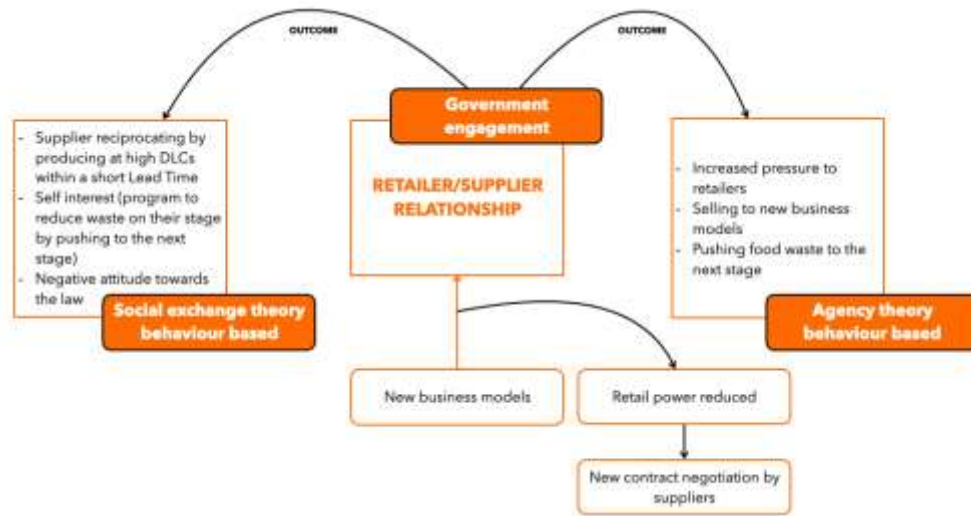 OUTCOME
OUTCOME
Government
engagement
- Supplier reciprocating by
producing at high DLCs
within a short Lead Time
- Self interest (program to
reduce waste on their stage
by pushing to the next
stage)
- Negative attitude towards
the law
Social exchange theory
behaviour based
RETAILER/SUPPLIER
RELATIONSHIP
- Increased pressure to
retailers
- Selling to new business
models
- Pushing food waste to the
next stage
Agency theory
behaviour based
New business models
Retail power reduced
New contract negotiation by
suppliers